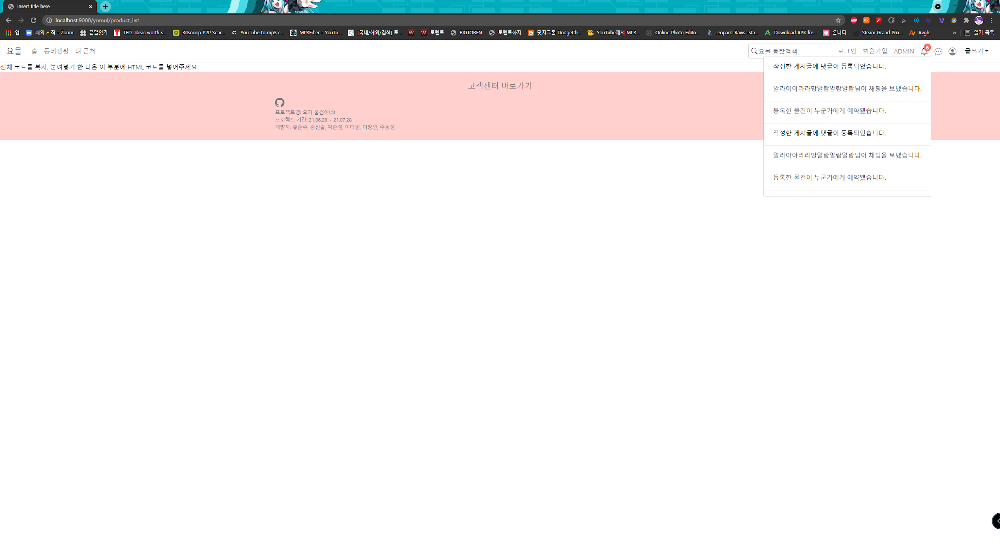 Insert title here
localhost:9000/yomul/product_list
앱 회의 시작 - Zoom 끝말잇기 TED: Ideas worth s... Bitsnoop P2P Sear... YouTube to mp3 c... MP3Fiber - YouTu... [국내/해외/검색] 토... 토렌트 BIGTOREN 토렌트하자 닷지크롬 DodgeCh... YouTube에서 MP3... Online Photo Edito... Leopard-Raws -sta... Download APK fre... 온나다 Steam Grand Prix... Avgle » 읽기 목록
요물 홈 동네생활 내 근처 요물 통합검색 로그인 회원가입 ADMIN 6 글쓰기
전체 코드를 복사, 붙여넣기 한 다음 이 부분에 HTML 코드를 넣어주세요
고객센터 바로가기
프로젝트명: 요거 물건이네!
프로젝트 기간: 21.06.28 ~ 21.07.28
개발자: 홍준수, 강진슬, 박준성, 이다빈, 이창민, 주동성
작성한 게시글에 댓글이 등록되었습니다.
알라아아라라망알람알람알람님이 채팅을 보냈습니다.
등록한 물건이 누군가에게 예약됐습니다.
작성한 게시글에 댓글이 등록되었습니다.
알라아아라라망알람알람알람님이 채팅을 보냈습니다.
등록한 물건이 누군가에게 예약됐습니다.